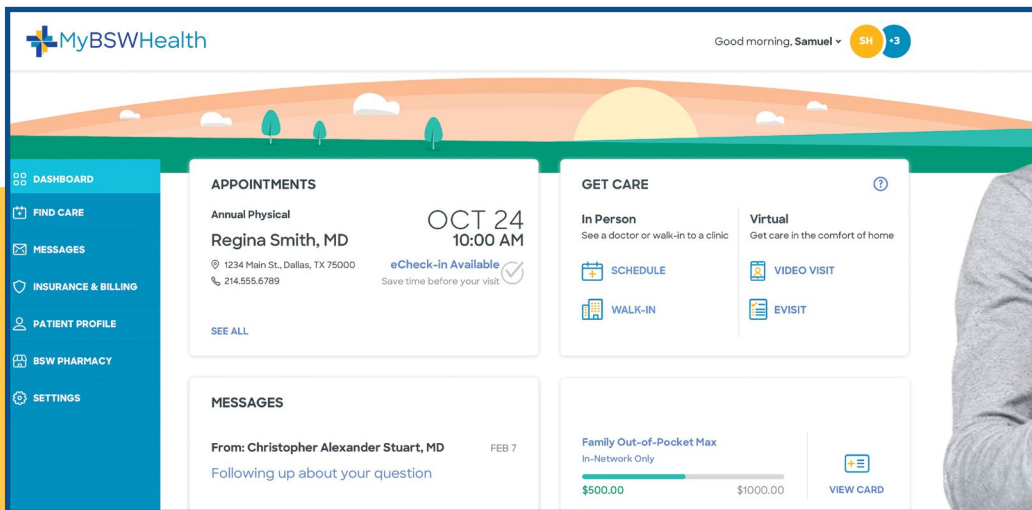 MyBSWHealth
Good morning, Samuel
SH
+3
DASHBOARD
FIND CARE
MESSAGES
INSURANCE & BILLING
PATIENT PROFILE
BSW PHARMACY
SETTINGS
APPOINTMENTS
Annual Physical
Regina Smith, MD
1234 Main St., Dallas, TX 75000
214.555.6789
OCT 24
10:00 AM
eCheck-in Available
Save time before your visit
SEE ALL
GET CARE
?
In Person
See a doctor or walk-in to a clinic
SCHEDULE
WALK-IN
Virtual
Get care in the comfort of home
VIDEO VISIT
EVISIT
MESSAGES
From: Christopher Alexander Stuart, MD
FEB 7
Following up about your question
Family Out-of-Pocket Max
In-Network Only
$500.00
$1000.00
VIEW CARD